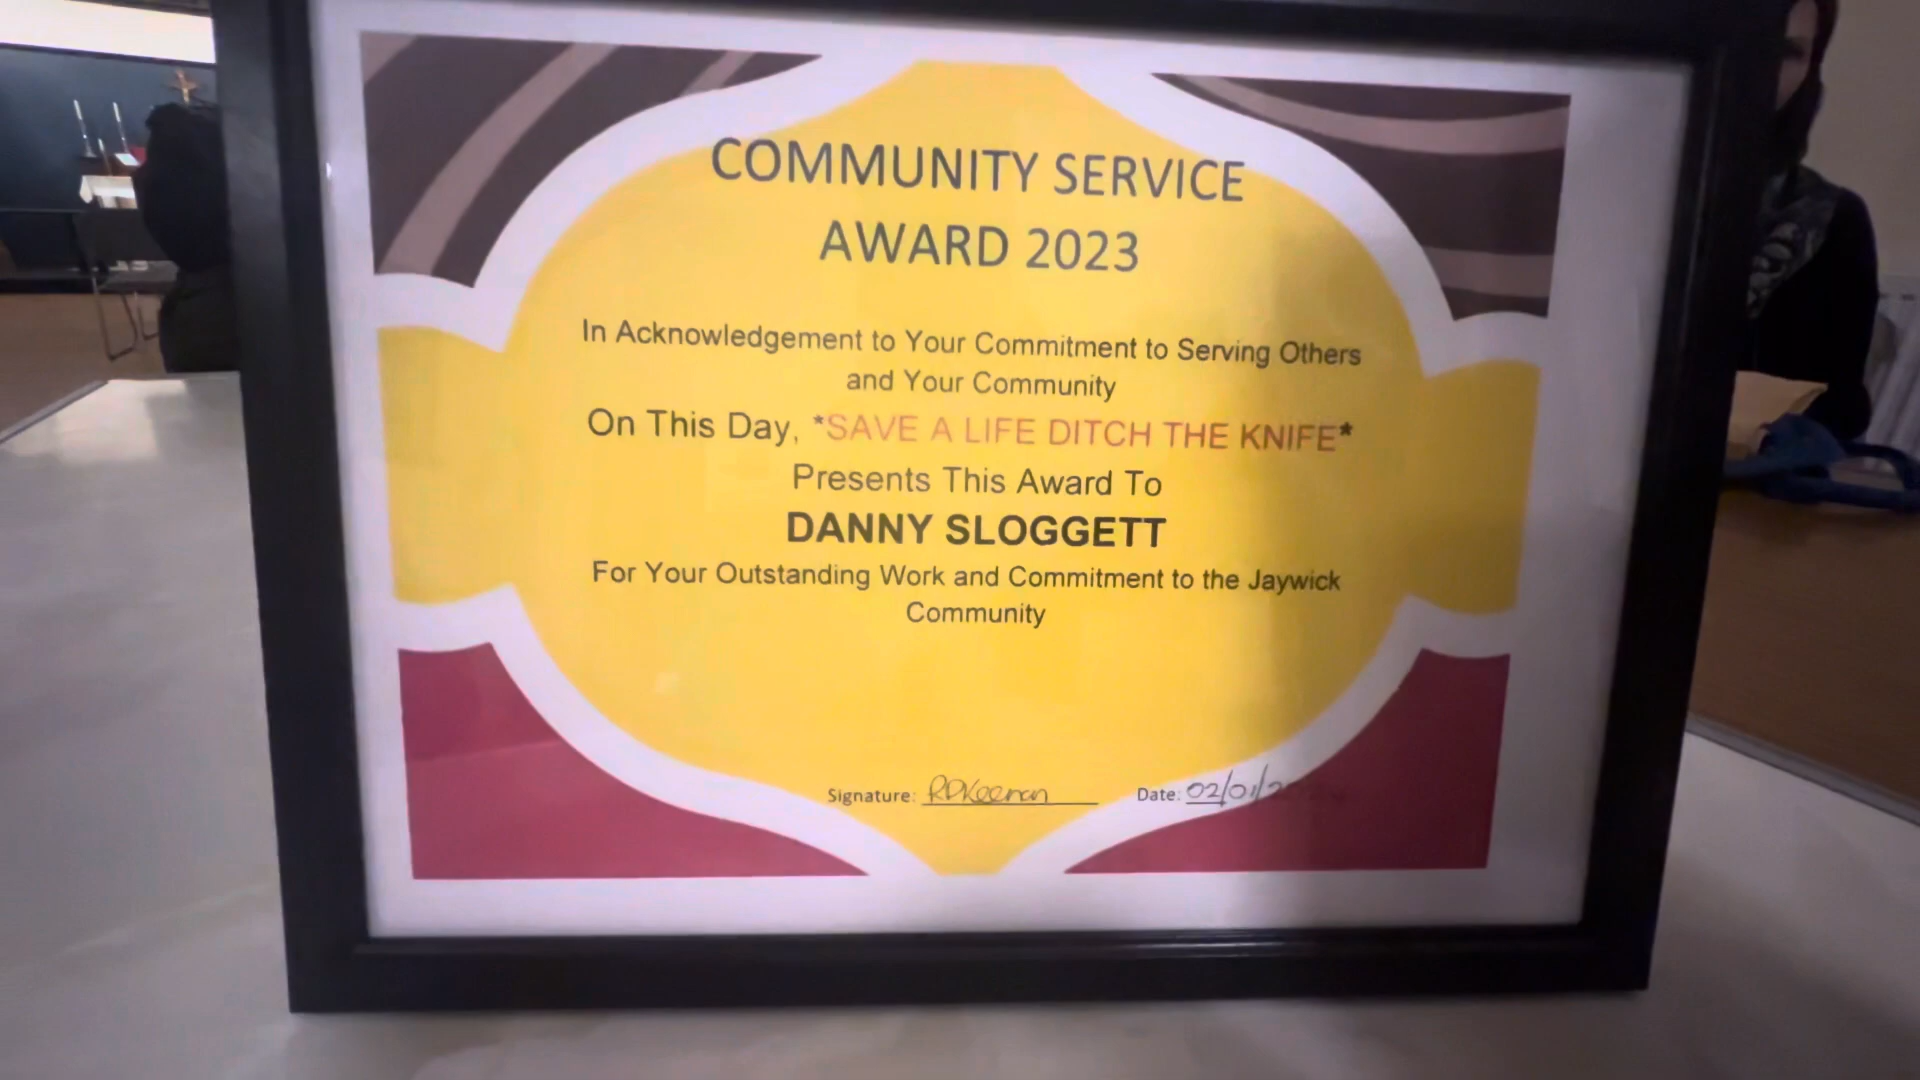 COMMUNITY SERVICE
AWARD 2023
In Acknowledgement to Your Commitment to Serving Others
and Your Community
On This Day, *SAVE A LIFE DITCH THE KNIFE*
Presents This Award To
DANNY SLOGGETT
For Your Outstanding Work and Commitment to the Jaywick
Community
Signature: RDKeenan Date: 02/01/